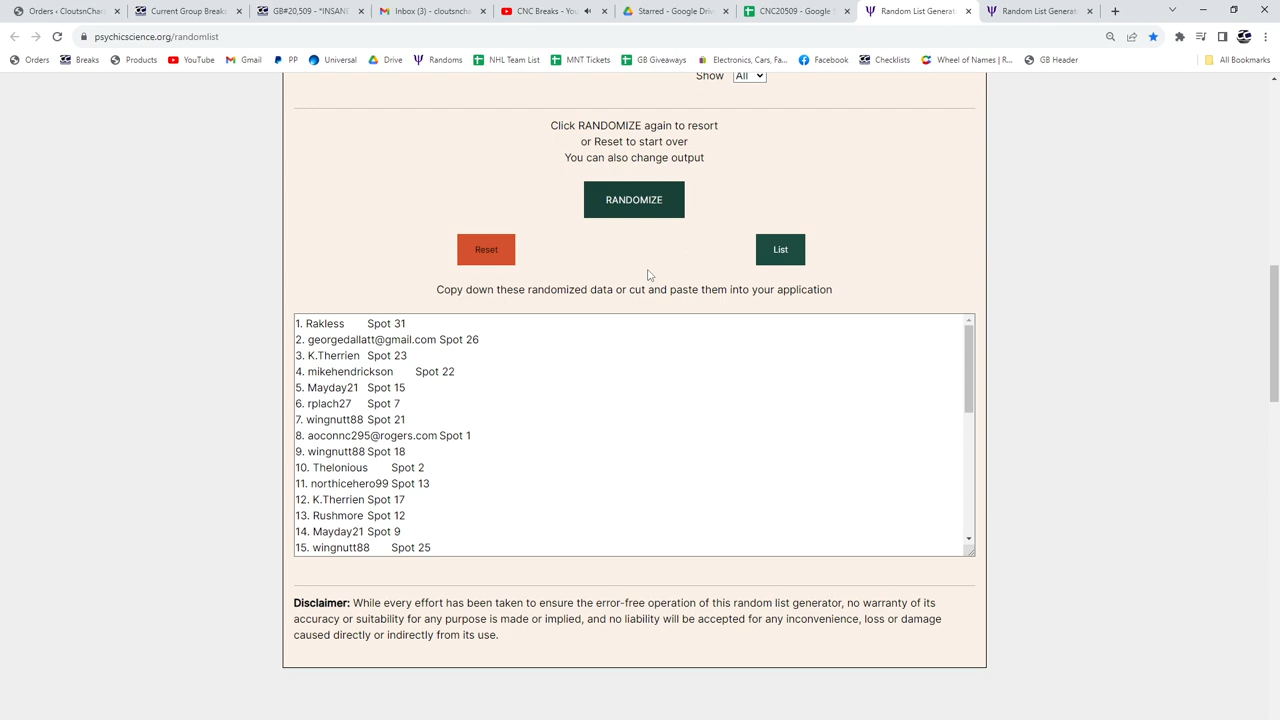 Orders ‹ CloutsnChar
Current Group Breaks
GB#20,509 - *INSANE
Inbox (3) - cloutsncha
CNC Breaks - You
Starred - Google Driv
CNC20509 - Google S
Random List Generat
Random List Generato
psychicscience.org/randomlist
Orders
Breaks
Products
YouTube
Gmail
PP
Universal
Drive
Randoms
NHL Team List
MNT Tickets
GB Giveaways
Electronics, Cars, Fa...
Facebook
Checklists
Wheel of Names | R...
GB Header
All Bookmarks
Show All
Click RANDOMIZE again to resort
or Reset to start over
You can also change output
RANDOMIZE
Reset
List
Copy down these randomized data or cut and paste them into your application
1. Rakless Spot 31
2. georgedallatt@gmail.com Spot 26
3. K.Therrien Spot 23
4. mikehendrickson Spot 22
5. Mayday21 Spot 15
6. rplach27 Spot 7
7. wingnutt88 Spot 21
8. aoconnc295@rogers.com Spot 1
9. wingnutt88 Spot 18
10. Thelonious Spot 2
11. northicehero99 Spot 13
12. K.Therrien Spot 17
13. Rushmore Spot 12
14. Mayday21 Spot 9
15. wingnutt88 Spot 25
Disclaimer: While every effort has been taken to ensure the error-free operation of this random list generator, no warranty of its
accuracy or suitability for any purpose is made or implied, and no liability will be accepted for any inconvenience, loss or damage
caused directly or indirectly from its use.